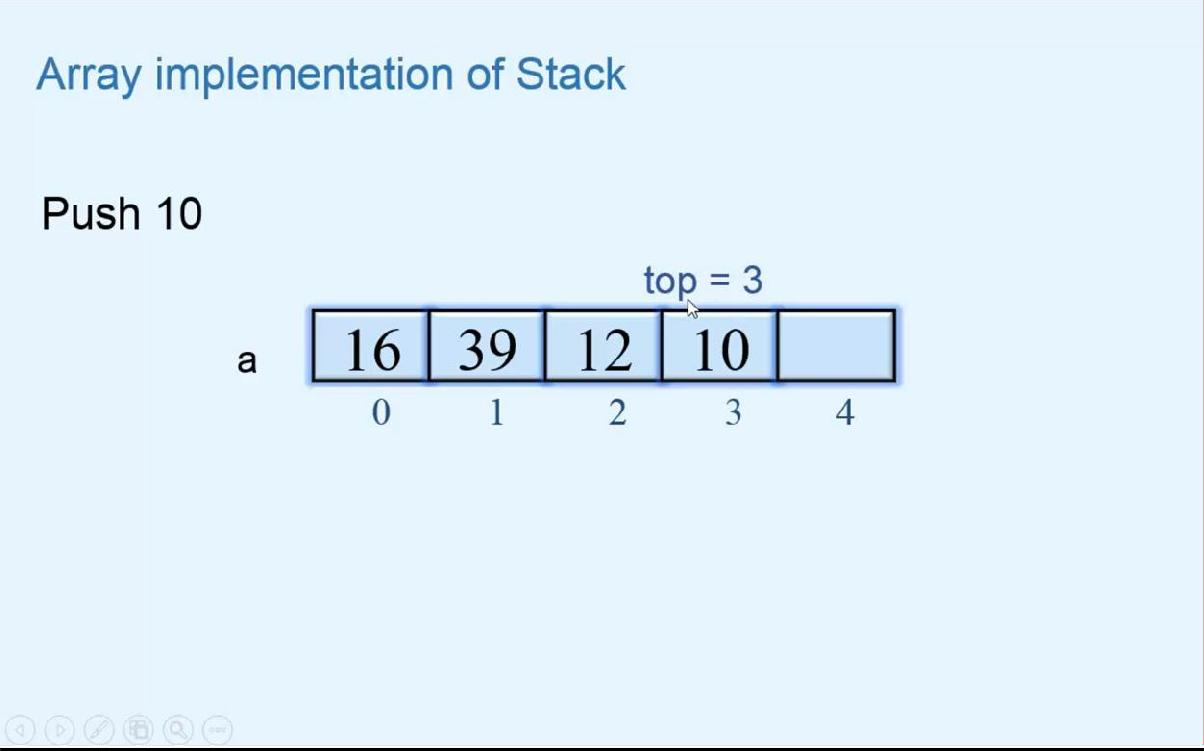 Array implementation of Stack
Push 10
top = 3
a 16 39 12 10
0 1 2 3 4